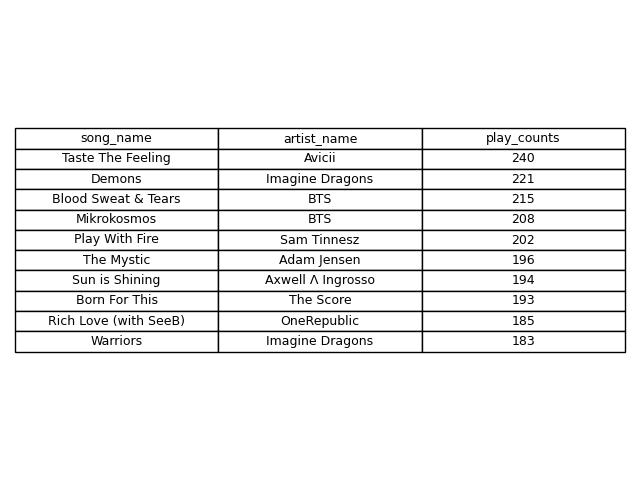 song_name artist_name play_counts
Taste The Feeling Avicii 240
Demons Imagine Dragons 221
Blood Sweat & Tears BTS 215
Mikrokosmos BTS 208
Play With Fire Sam Tinnesz 202
The Mystic Adam Jensen 196
Sun is Shining Axwell Λ Ingrosso 194
Born For This The Score 193
Rich Love (with SeeB) OneRepublic 185
Warriors Imagine Dragons 183